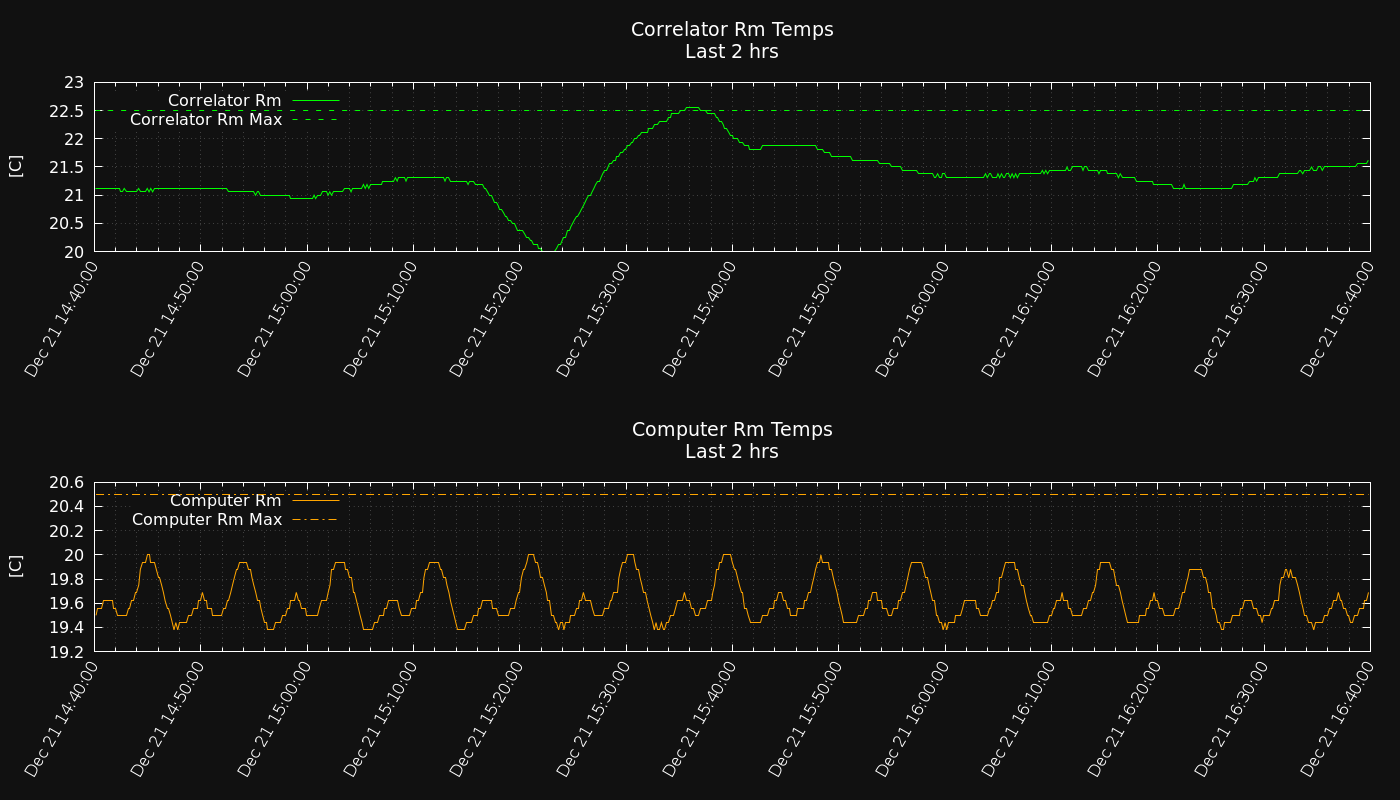 Correlator Rm Temps
Last 2 hrs
[C]
23
22.5
22
21.5
21
20.5
20
Correlator Rm
Correlator Rm Max
Dec 21 14:40:00
Dec 21 14:50:00
Dec 21 15:00:00
Dec 21 15:10:00
Dec 21 15:20:00
Dec 21 15:30:00
Dec 21 15:40:00
Dec 21 15:50:00
Dec 21 16:00:00
Dec 21 16:10:00
Dec 21 16:20:00
Dec 21 16:30:00
Dec 21 16:40:00
Computer Rm Temps
Last 2 hrs
[C]
20.6
20.4
20.2
20
19.8
19.6
19.4
19.2
Computer Rm
Computer Rm Max
Dec 21 14:40:00
Dec 21 14:50:00
Dec 21 15:00:00
Dec 21 15:10:00
Dec 21 15:20:00
Dec 21 15:30:00
Dec 21 15:40:00
Dec 21 15:50:00
Dec 21 16:00:00
Dec 21 16:10:00
Dec 21 16:20:00
Dec 21 16:30:00
Dec 21 16:40:00